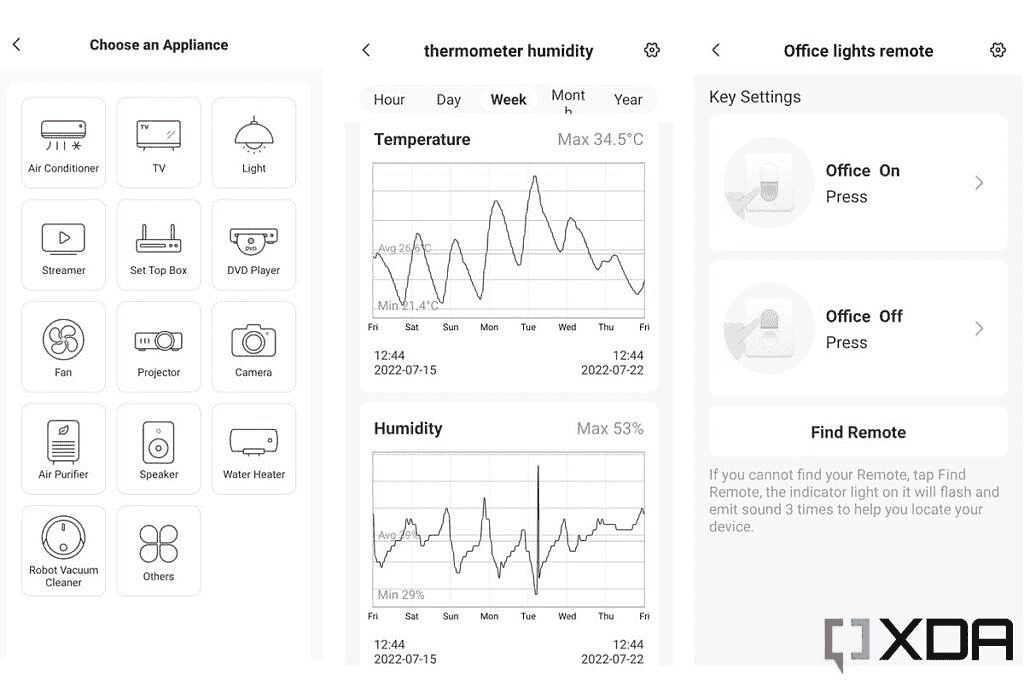 Choose an Appliance
Air Conditioner
TV
TV
Light
Streamer
Set Top Box
DVD
DVD Player
Fan
Projector
Camera
Air Purifier
Speaker
Water Heater
Robot Vacuum
Cleaner
Others
thermometer humidity
Hour Day Week Mont
h
Year
Temperature Max 34.5°C
Avg 26.6°C
Min 21.4°C
Fri Sat Sun Mon Tue Wed Thu Fri
12:44 12:44
2022-07-15 2022-07-22
Humidity Max 53%
Avg 39%
Min 29%
Fri Sat Sun Mon Tue Wed Thu Fri
12:44 12:44
2022-07-15 2022-07-22
Office lights remote
Key Settings
Office On
Press
Office Off
Press
Find Remote
If you cannot find your Remote, tap Find
Remote, the indicator light on it will flash and
emit sound 3 times to help you locate your
device.
XDA